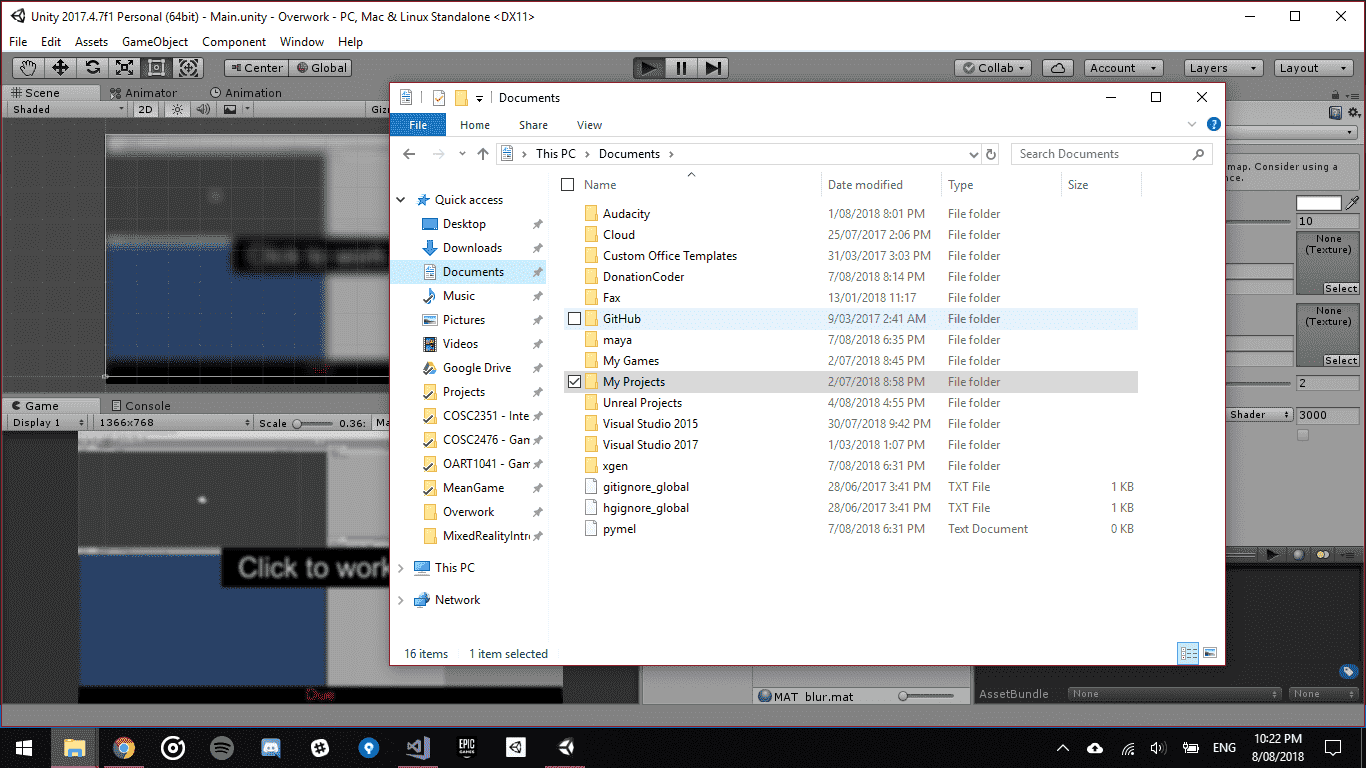 Unity 2017.4.7f1 Personal (64bit) - Main.unity - Overwork - PC, Mac & Linux Standalone <DX11>
File Edit Assets GameObject Component Window Help
Center Global Collab Account Layers Layout
Scene Animator Animation
Shaded 2D Giz
Click to work
Game Console
Display 1 1366x768 Scale 0.36: Ma
Click to work
Due
Documents
File Home Share View
This PC Documents Search Documents
Quick access
Desktop
Downloads
Documents
Music
Pictures
Videos
Google Drive
Projects
COSC2351 - Inte
COSC2476 - Gam
OART1041 - Gam
MeanGame
Overwork
MixedRealityIntr
This PC
Network
Name Date modified Type Size
Audacity 1/08/2018 8:01 PM File folder
Cloud 25/07/2017 2:06 PM File folder
Custom Office Templates 31/03/2017 3:03 PM File folder
DonationCoder 7/08/2018 8:14 PM File folder
Fax 13/01/2018 11:17 File folder
GitHub 9/03/2017 2:41 AM File folder
maya 7/08/2018 6:35 PM File folder
My Games 2/07/2018 8:45 PM File folder
My Projects 2/07/2018 8:58 PM File folder
Unreal Projects 4/08/2018 4:55 PM File folder
Visual Studio 2015 30/07/2018 9:42 PM File folder
Visual Studio 2017 1/03/2018 1:07 PM File folder
xgen 7/08/2018 6:31 PM File folder
gitignore_global 28/06/2017 3:41 PM TXT File 1 KB
hgignore_global 28/06/2017 3:41 PM TXT File 1 KB
pymel 7/08/2018 6:31 PM Text Document 0 KB
16 items 1 item selected
map. Consider using a
nce.
10
None
(Texture)
Select
None
(Texture)
Select
2
Shader 3000
MAT_blur.mat
AssetBundle None None
EPIC
GAMES
ENG
10:22 PM
8/08/2018